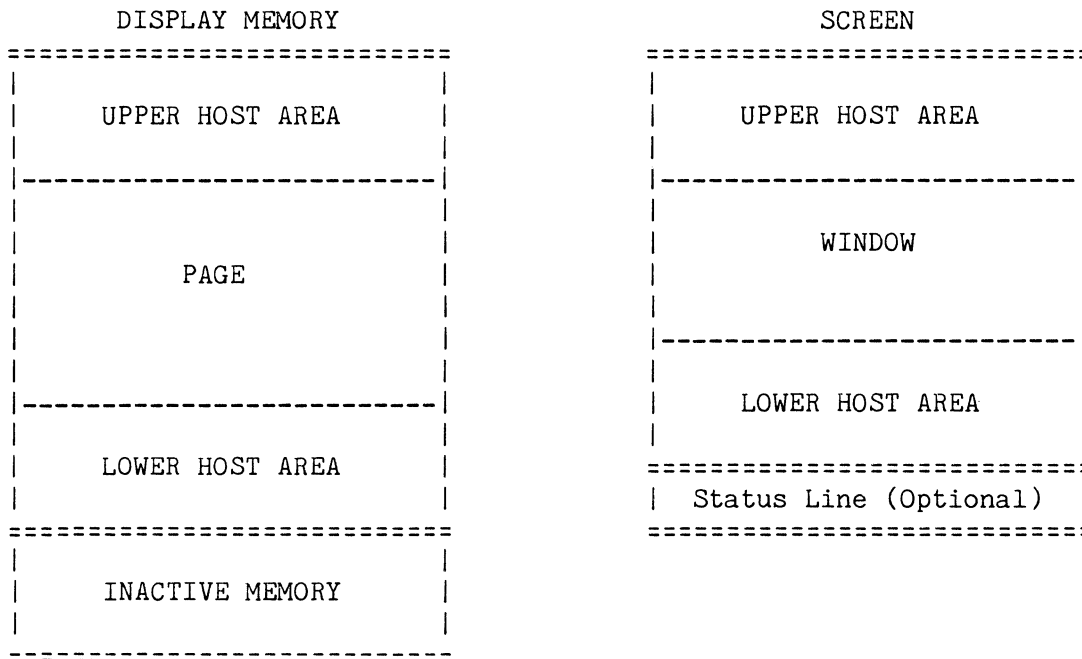 DISPLAY MEMORY
UPPER HOST AREA
PAGE
LOWER HOST AREA
INACTIVE MEMORY
SCREEN
UPPER HOST AREA
WINDOW
LOWER HOST AREA
Status Line (Optional)